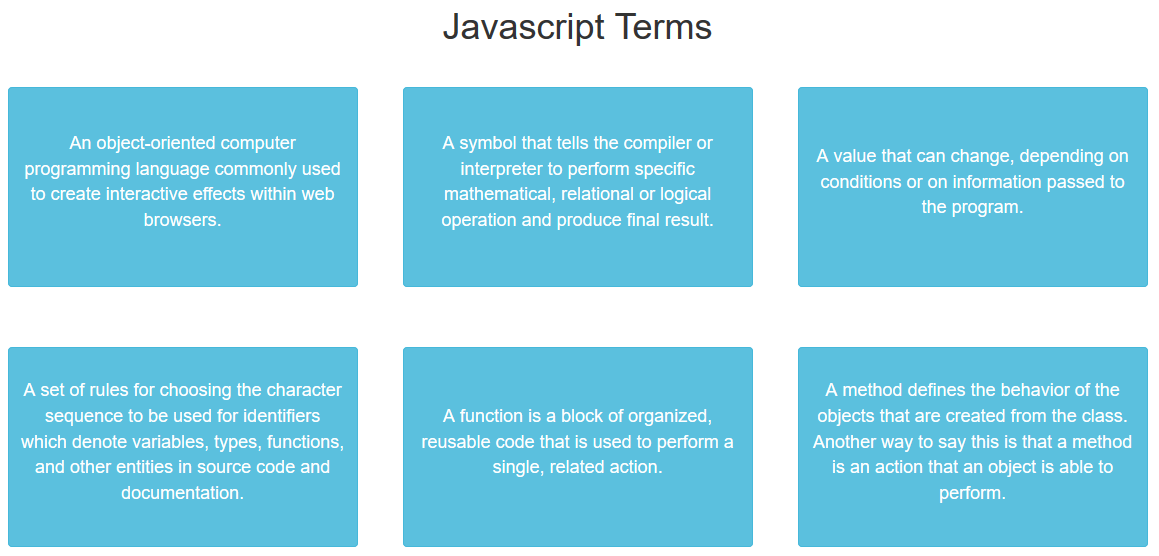 Javascript Terms
An object-oriented computer
programming language commonly used
to create interactive effects within web
browsers.
A symbol that tells the compiler or
interpreter to perform specific
mathematical, relational or logical
operation and produce final result.
A value that can change, depending on
conditions or on information passed to
the program.
A set of rules for choosing the character
sequence to be used for identifiers
which denote variables, types, functions,
and other entities in source code and
documentation.
A function is a block of organized,
reusable code that is used to perform a
single, related action.
A method defines the behavior of the
objects that are created from the class.
Another way to say this is that a method
is an action that an object is able to
perform.